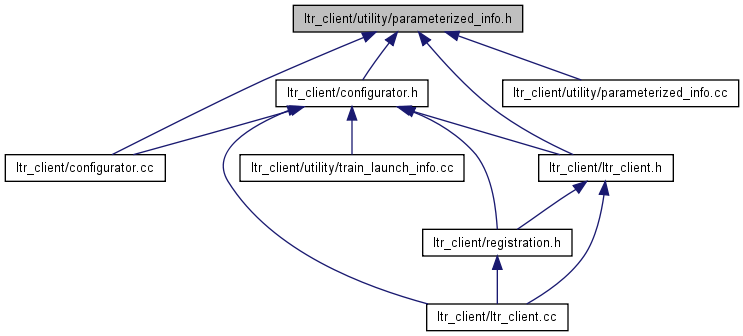 ltr_client/utility/parameterized_info.h
ltr_client/configurator.h
ltr_client/utility/parameterized_info.cc
ltr_client/configurator.cc
ltr_client/utility/train_launch_info.cc
ltr_client/ltr_client.h
ltr_client/registration.h
ltr_client/ltr_client.cc